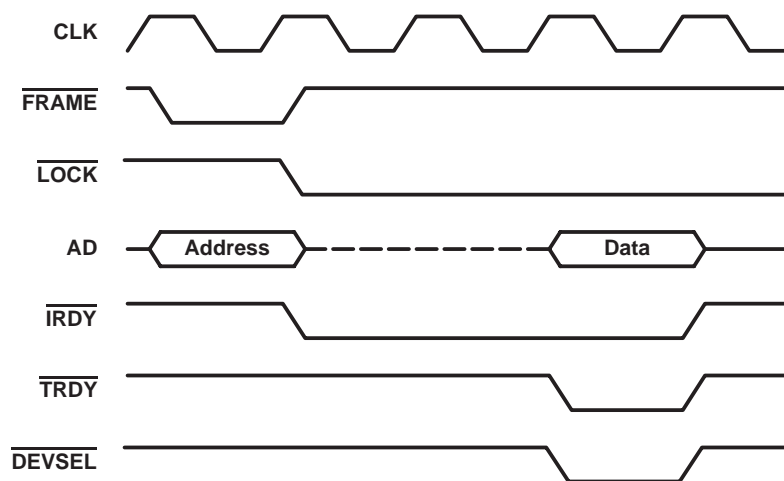 CLK
FRAME
LOCK
AD
Address
Data
IRDY
TRDY
DEVSEL